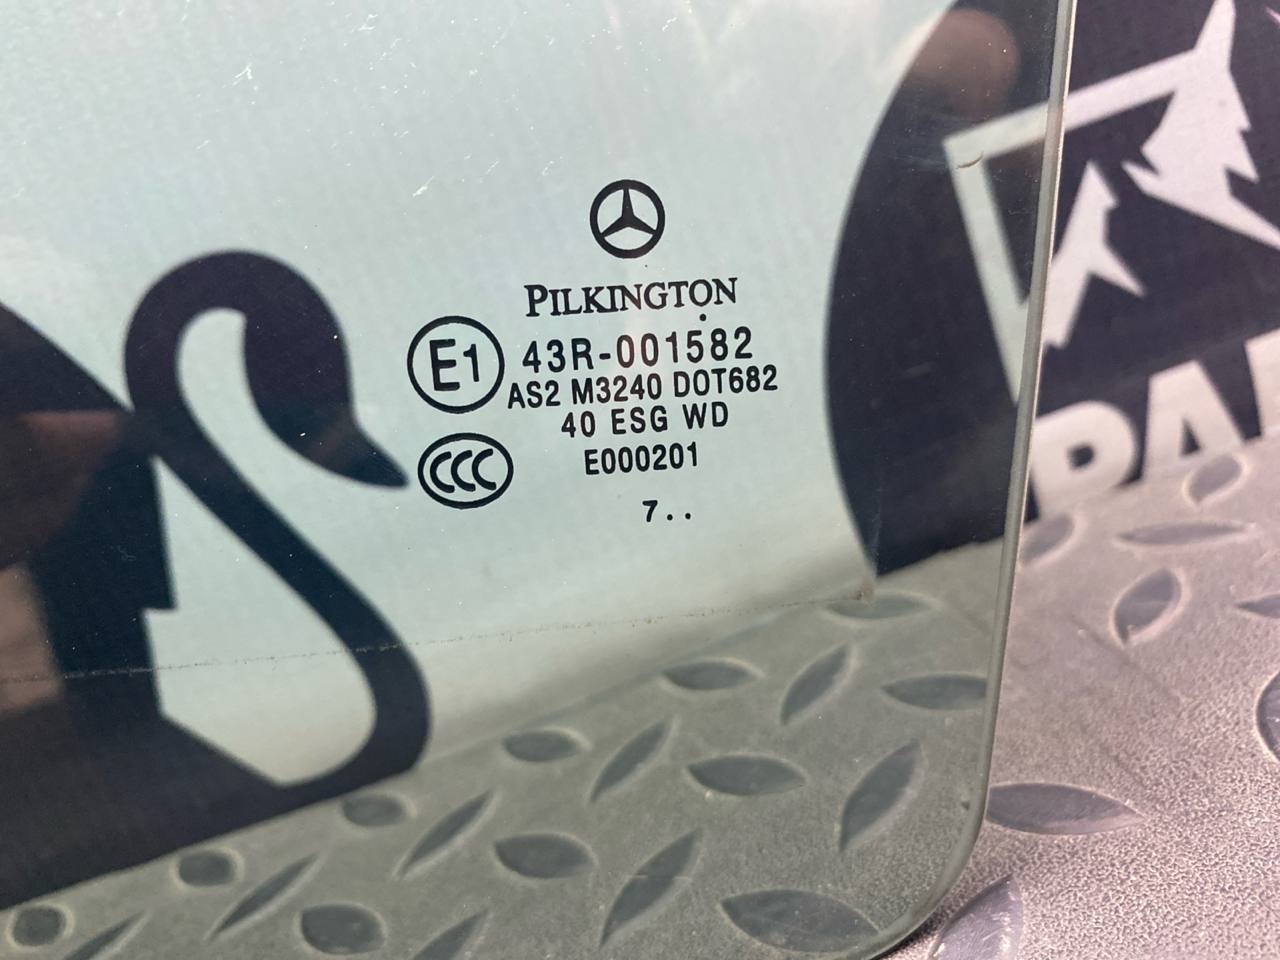 PILKINGTON
E1
43R-001582
AS2 M3240 DOT682
40 ESG WD
CCC
E000201
7..